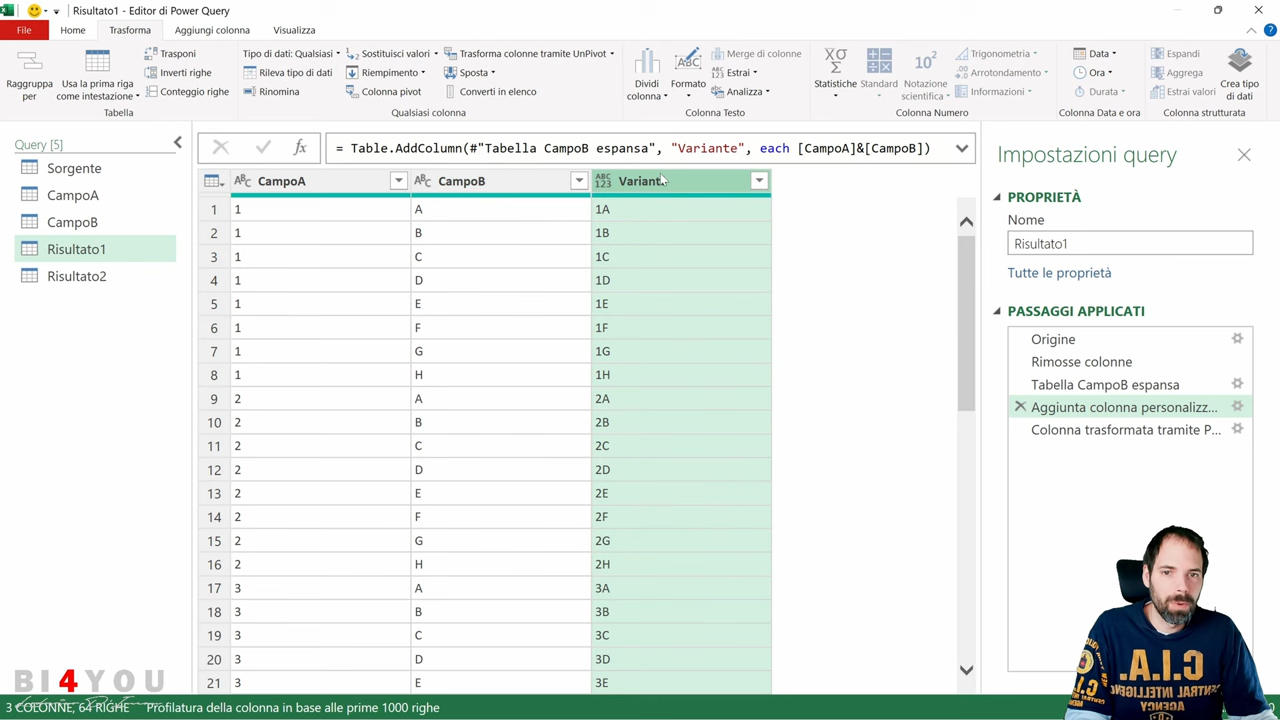 Risultato1 - Editor di Power Query
File Home Trasforma Aggiungi colonna Visualizza
Raggruppa per
Usa la prima riga come intestazione
Trasponi
Inverti righe
Conteggio righe
Tabella
Tipo di dati: Qualsiasi
Rileva tipo di dati
Rinomina
Sostituisci valori
Riempimento
Colonna pivot
Trasforma colonne tramite UnPivot
Sposta
Converti in elenco
Qualsiasi colonna
Dividi colonna
Formato
Merge di colonne
Estrai
Analizza
Colonna Testo
Statistiche
Standard
Notazione scientifica
Trigonometria
Arrotondamento
Informazioni
Colonna Numero
Data
Ora
Durata
Colonna Data e ora
Espandi
Aggrega
Estrai valori
Crea tipo di dati
Colonna strutturata
Query [5]
Sorgente
CampoA
CampoB
Risultato1
Risultato2
= Table.AddColumn(#"Tabella CampoB espansa", "Variante", each [CampoA]&[CampoB])
CampoA CampoB Variante
1 1 A 1A
2 1 B 1B
3 1 C 1C
4 1 D 1D
5 1 E 1E
6 1 F 1F
7 1 G 1G
8 1 H 1H
9 2 A 2A
10 2 B 2B
11 2 C 2C
12 2 D 2D
13 2 E 2E
14 2 F 2F
15 2 G 2G
16 2 H 2H
17 3 A 3A
18 3 B 3B
19 3 C 3C
20 3 D 3D
21 3 E 3E
Impostazioni query
PROPRIETÀ
Nome
Risultato1
Tutte le proprietà
PASSAGGI APPLICATI
Origine
Rimosse colonne
Tabella CampoB espansa
Aggiunta colonna personalizz...
Colonna trasformata tramite P...
BI4YOU
3 COLONNE, 64 RIGHE Profilatura della colonna in base alle prime 1000 righe
C.I.A.
CENTRAL INTELLIGENCE
AGENCY